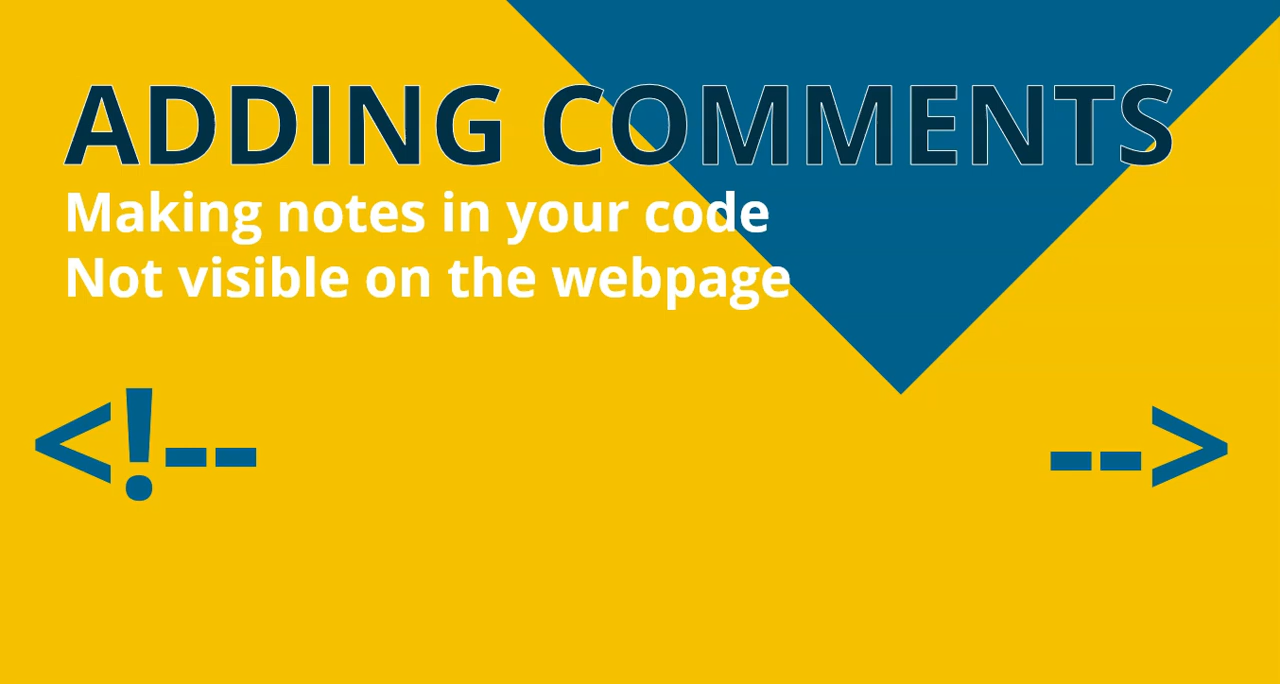 ADDING COMMENTS
Making notes in your code
Not visible on the webpage
<!-- -->